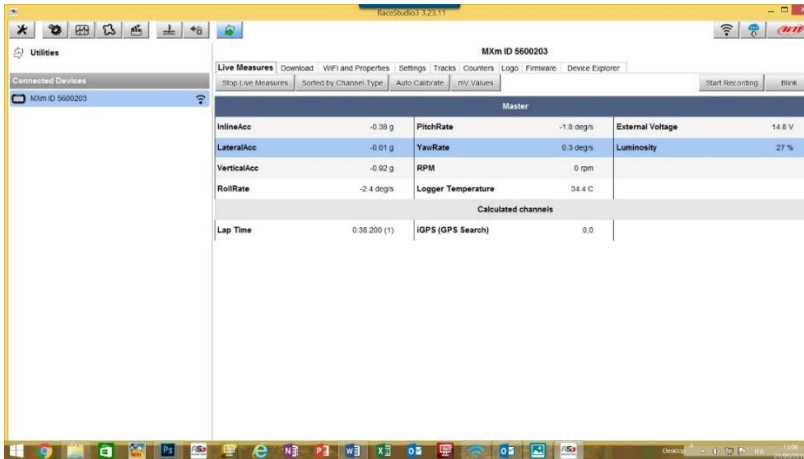 RaceStudio3 3.23.11
AiM
Utilities
MXm ID 5600203
Live Measures Download WiFi and Properties Settings Tracks Counters Logo Firmware Device Explorer
Connected Devices
Stop Live Measures Sorted by Channel Type Auto Calibrate mV Values Start Recording Blink
MXm ID 5600203
Master
InlineAcc -0.38 g PitchRate -1.8 deg/s External Voltage 14.8 V
LateralAcc -0.01 g YawRate 0.3 deg/s Luminosity 27 %
VerticalAcc -0.92 g RPM 0 rpm
RollRate -2.4 deg/s Logger Temperature 34.4 C
Calculated channels
Lap Time 0:38.200 (1) iGPS (GPS Search) 0.0
Ps
Desktop ITA